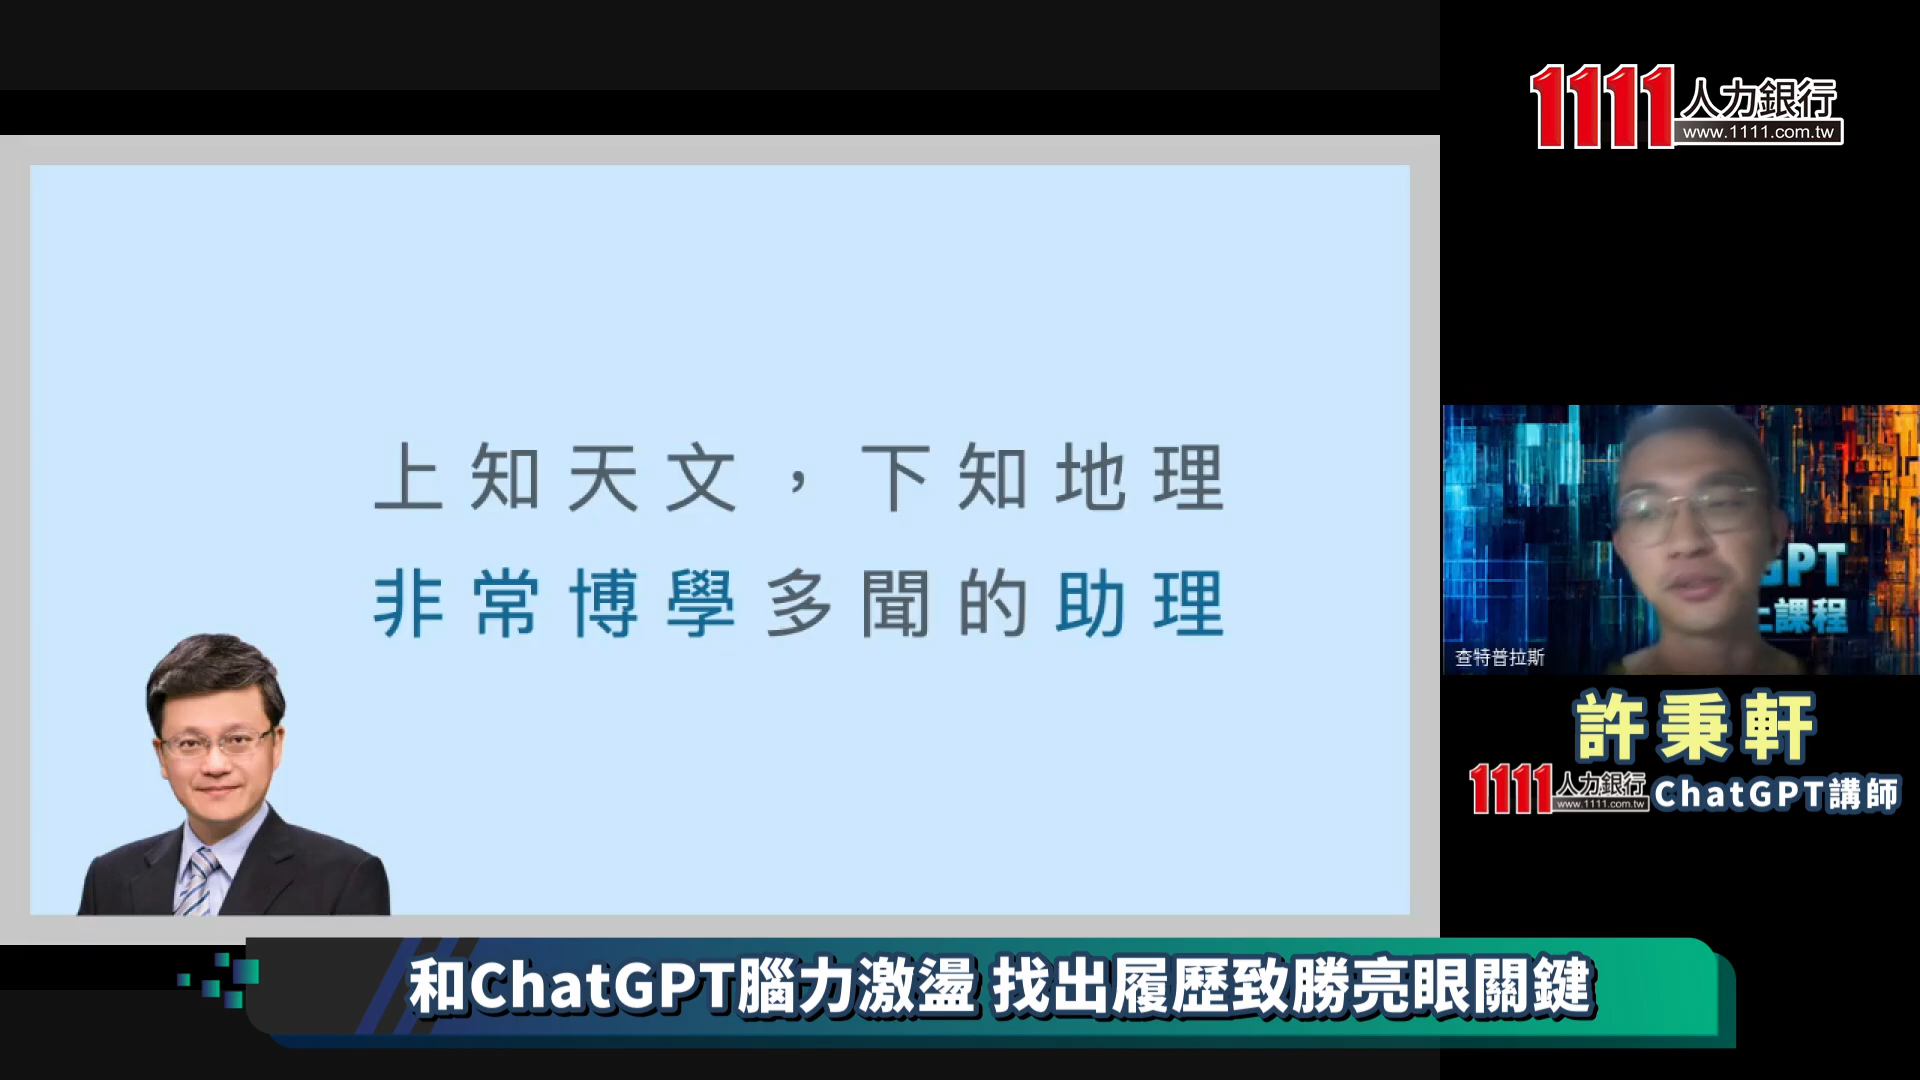 1111人力銀行
www.1111.com.tw
上知天文，下知地理
非常博學多聞的助理
GPT
上課程
查特普拉斯
許秉軒
1111人力銀行 ChatGPT講師
www.1111.com.tw
和ChatGPT腦力激盪 找出履歷致勝亮眼關鍵